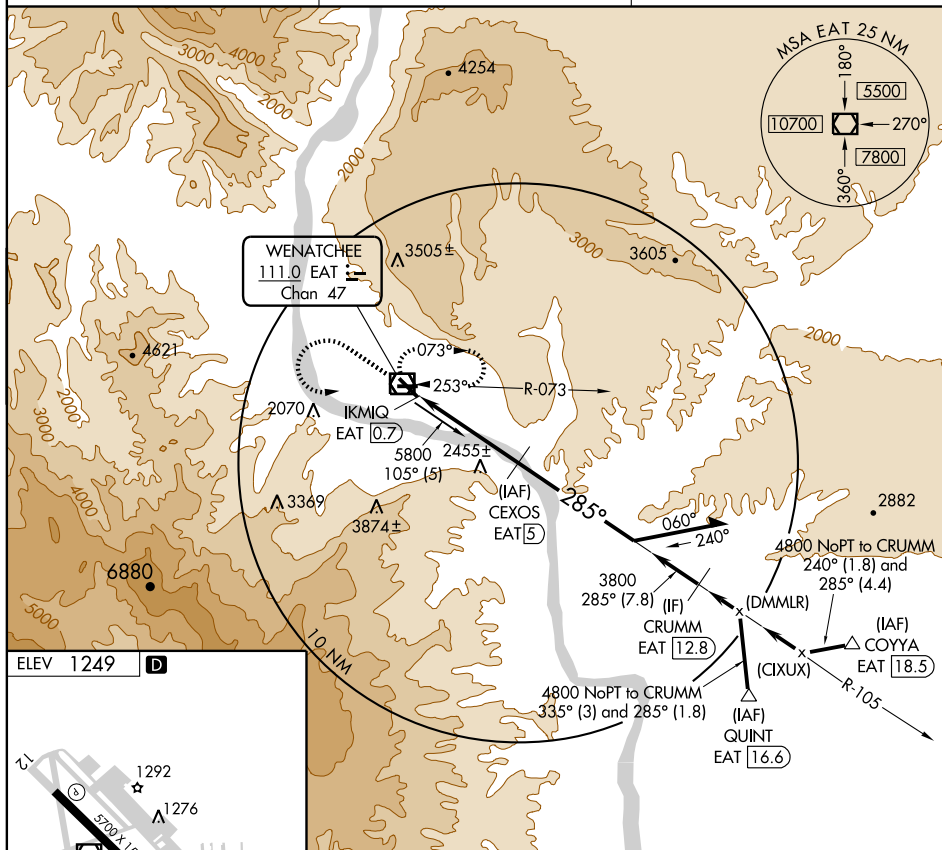 MSA EAT 25 NM
180°
5500
10700
270°
7800
360°
3000
4000
2000
4254
2000
3000
3605
2000
WENATCHEE
111.0 EAT
Chan 47
3505±
4621
3000
2000
4000
2070
073°
253°
R-073
IKMIQ
EAT 0.7
5800
105° (5)
2455±
(IAF)
CEXOS
EAT 5
285°
3369
3874±
6880
5000
10 NM
060°
240°
2882
4800 NoPT to CRUMM
240° (1.8) and
285° (4.4)
3800
285° (7.8)
(IF)
CRUMM
EAT 12.8
(DMMLR)
(CIXUX)
(IAF)
COYYA
EAT 18.5
R-105
4800 NoPT to CRUMM
335° (3) and 285° (1.8)
(IAF)
QUINT
EAT 16.6
ELEV 1249 D
12
1292
1276
5700 X